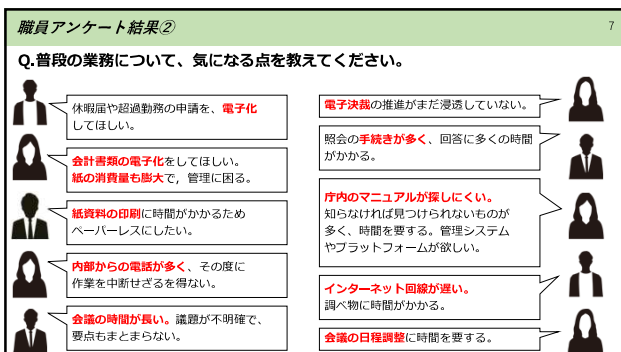 職員アンケート結果②
7
Q.普段の業務について、気になる点を教えてください。
休暇届や超過勤務の申請を、電子化
してほしい。
会計書類の電子化をしてほしい。
紙の消費量も膨大で，管理に困る。
紙資料の印刷に時間がかかるため
ペーパーレスにしたい。
内部からの電話が多く、その度に
作業を中断せざるを得ない。
会議の時間が長い。議題が不明確で、
要点もまとまらない。
電子決裁の推進がまだ浸透していない。
照会の手続きが多く、回答に多くの時間
がかかる。
庁内のマニュアルが探しにくい。
知らなければ見つけられないものが
多く、時間を要する。管理システム
やプラットフォームが欲しい。
インターネット回線が遅い。
調べ物に時間がかかる。
会議の日程調整に時間を要する。